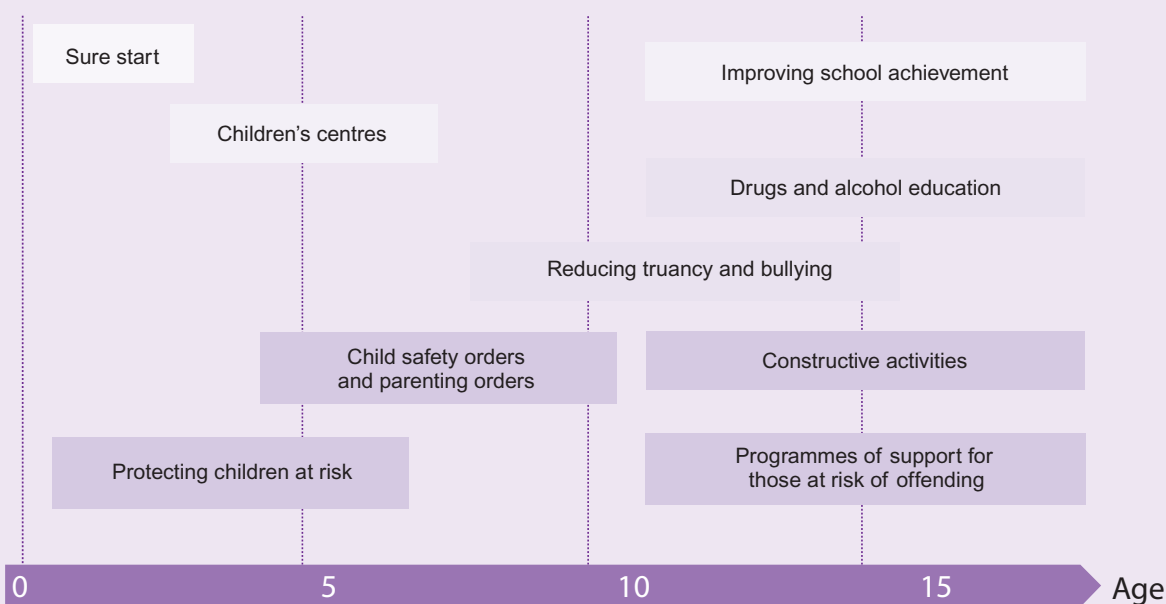 Sure start
Improving school achievement
Children's centres
Drugs and alcohol education
Reducing truancy and bullying
Child safety orders
and parenting orders
Constructive activities
Protecting children at risk
Programmes of support for
those at risk of offending
0 5 10 15 Age